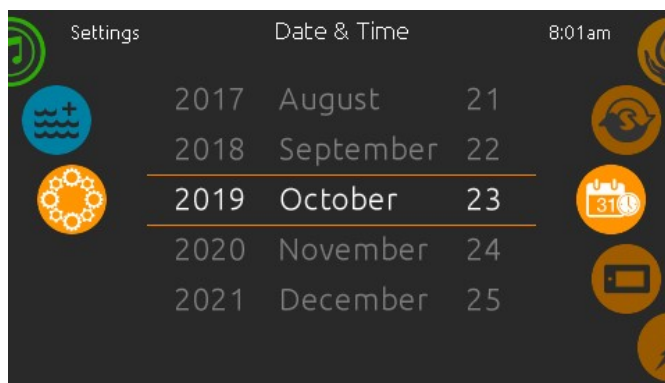 Settings Date & Time 8:01am
2017 August 21
2018 September 22
2019 October 23
31
2020 November 24
2021 December 25